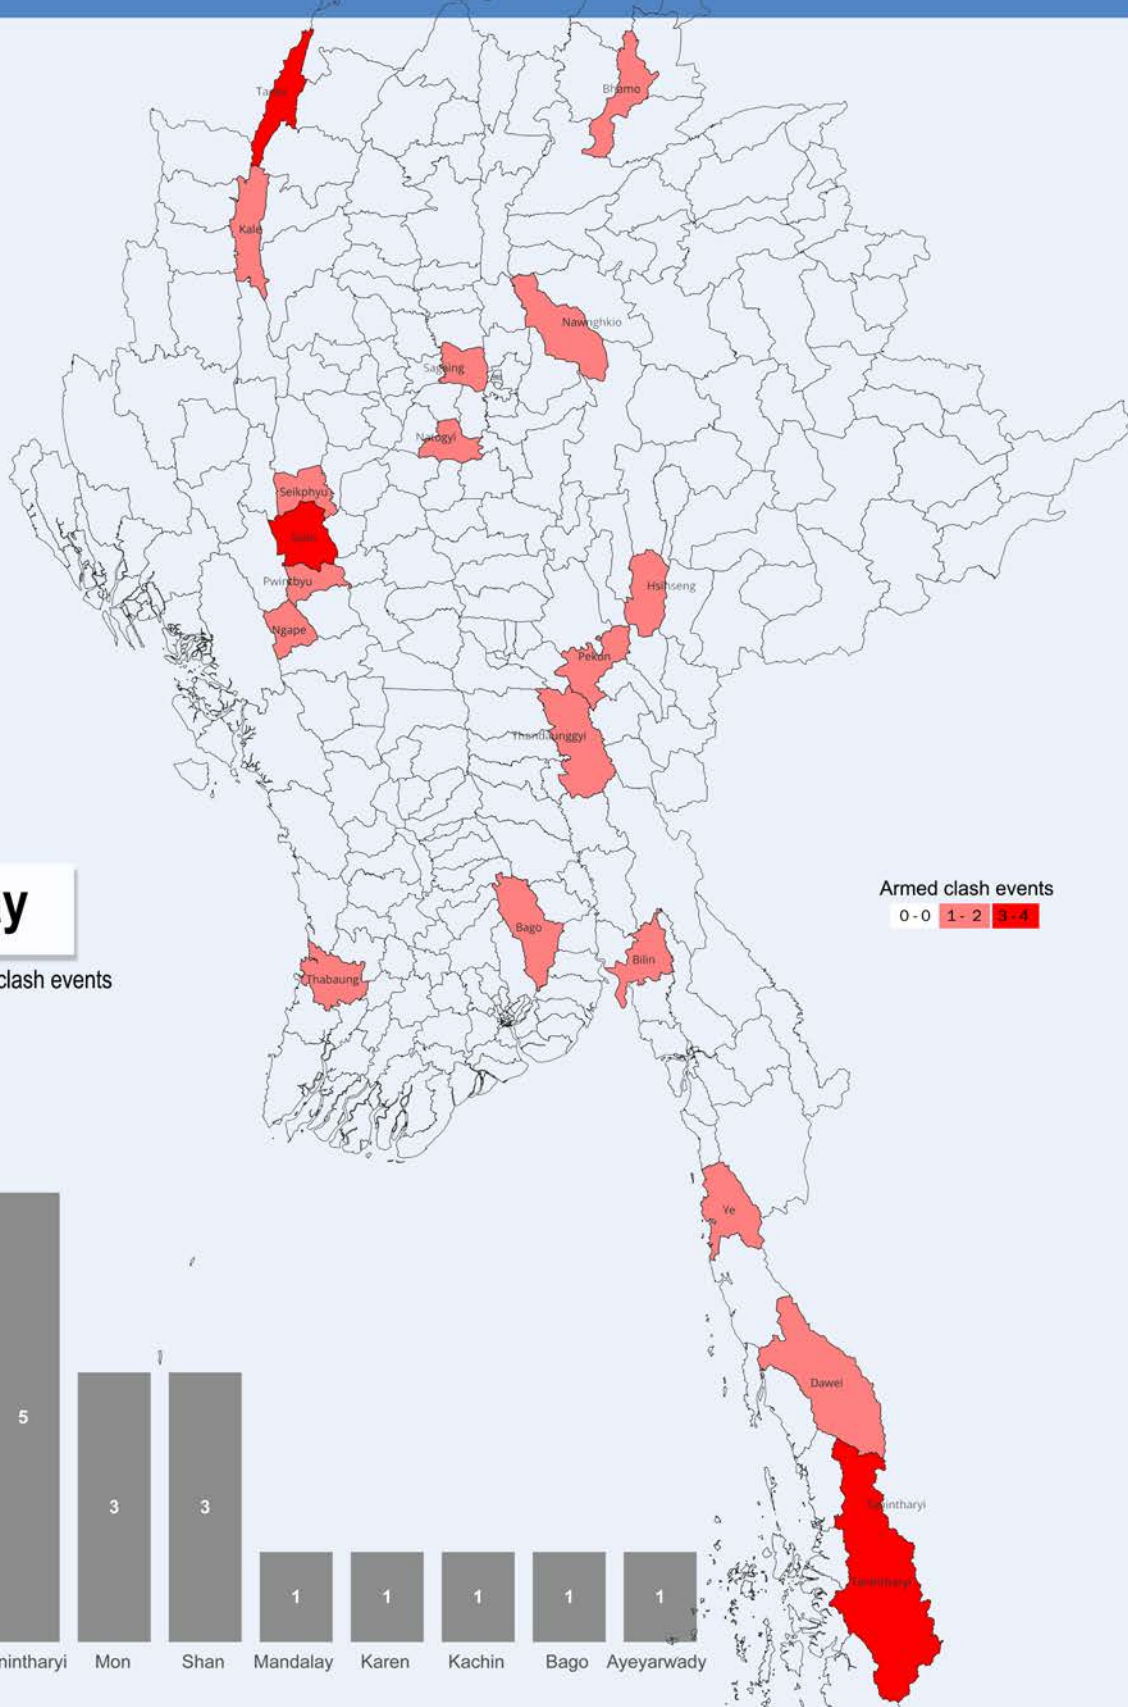 Bhamo
Kale
Nawnghkio
Sagaing
Natogyi
Seikphyu
Pwintbyu
Hsihseng
Ngape
Pekon
Thandaunggyi
y
Armed clash events
0 - 0 1 - 2 3 - 4
Bago
Bilin
Thabaung
clash events
Ye
Dawei
Tanintharyi
Tanintharyi
5
3
3
1
1
1
1
1
nintharyi Mon Shan Mandalay Karen Kachin Bago Ayeyarwady